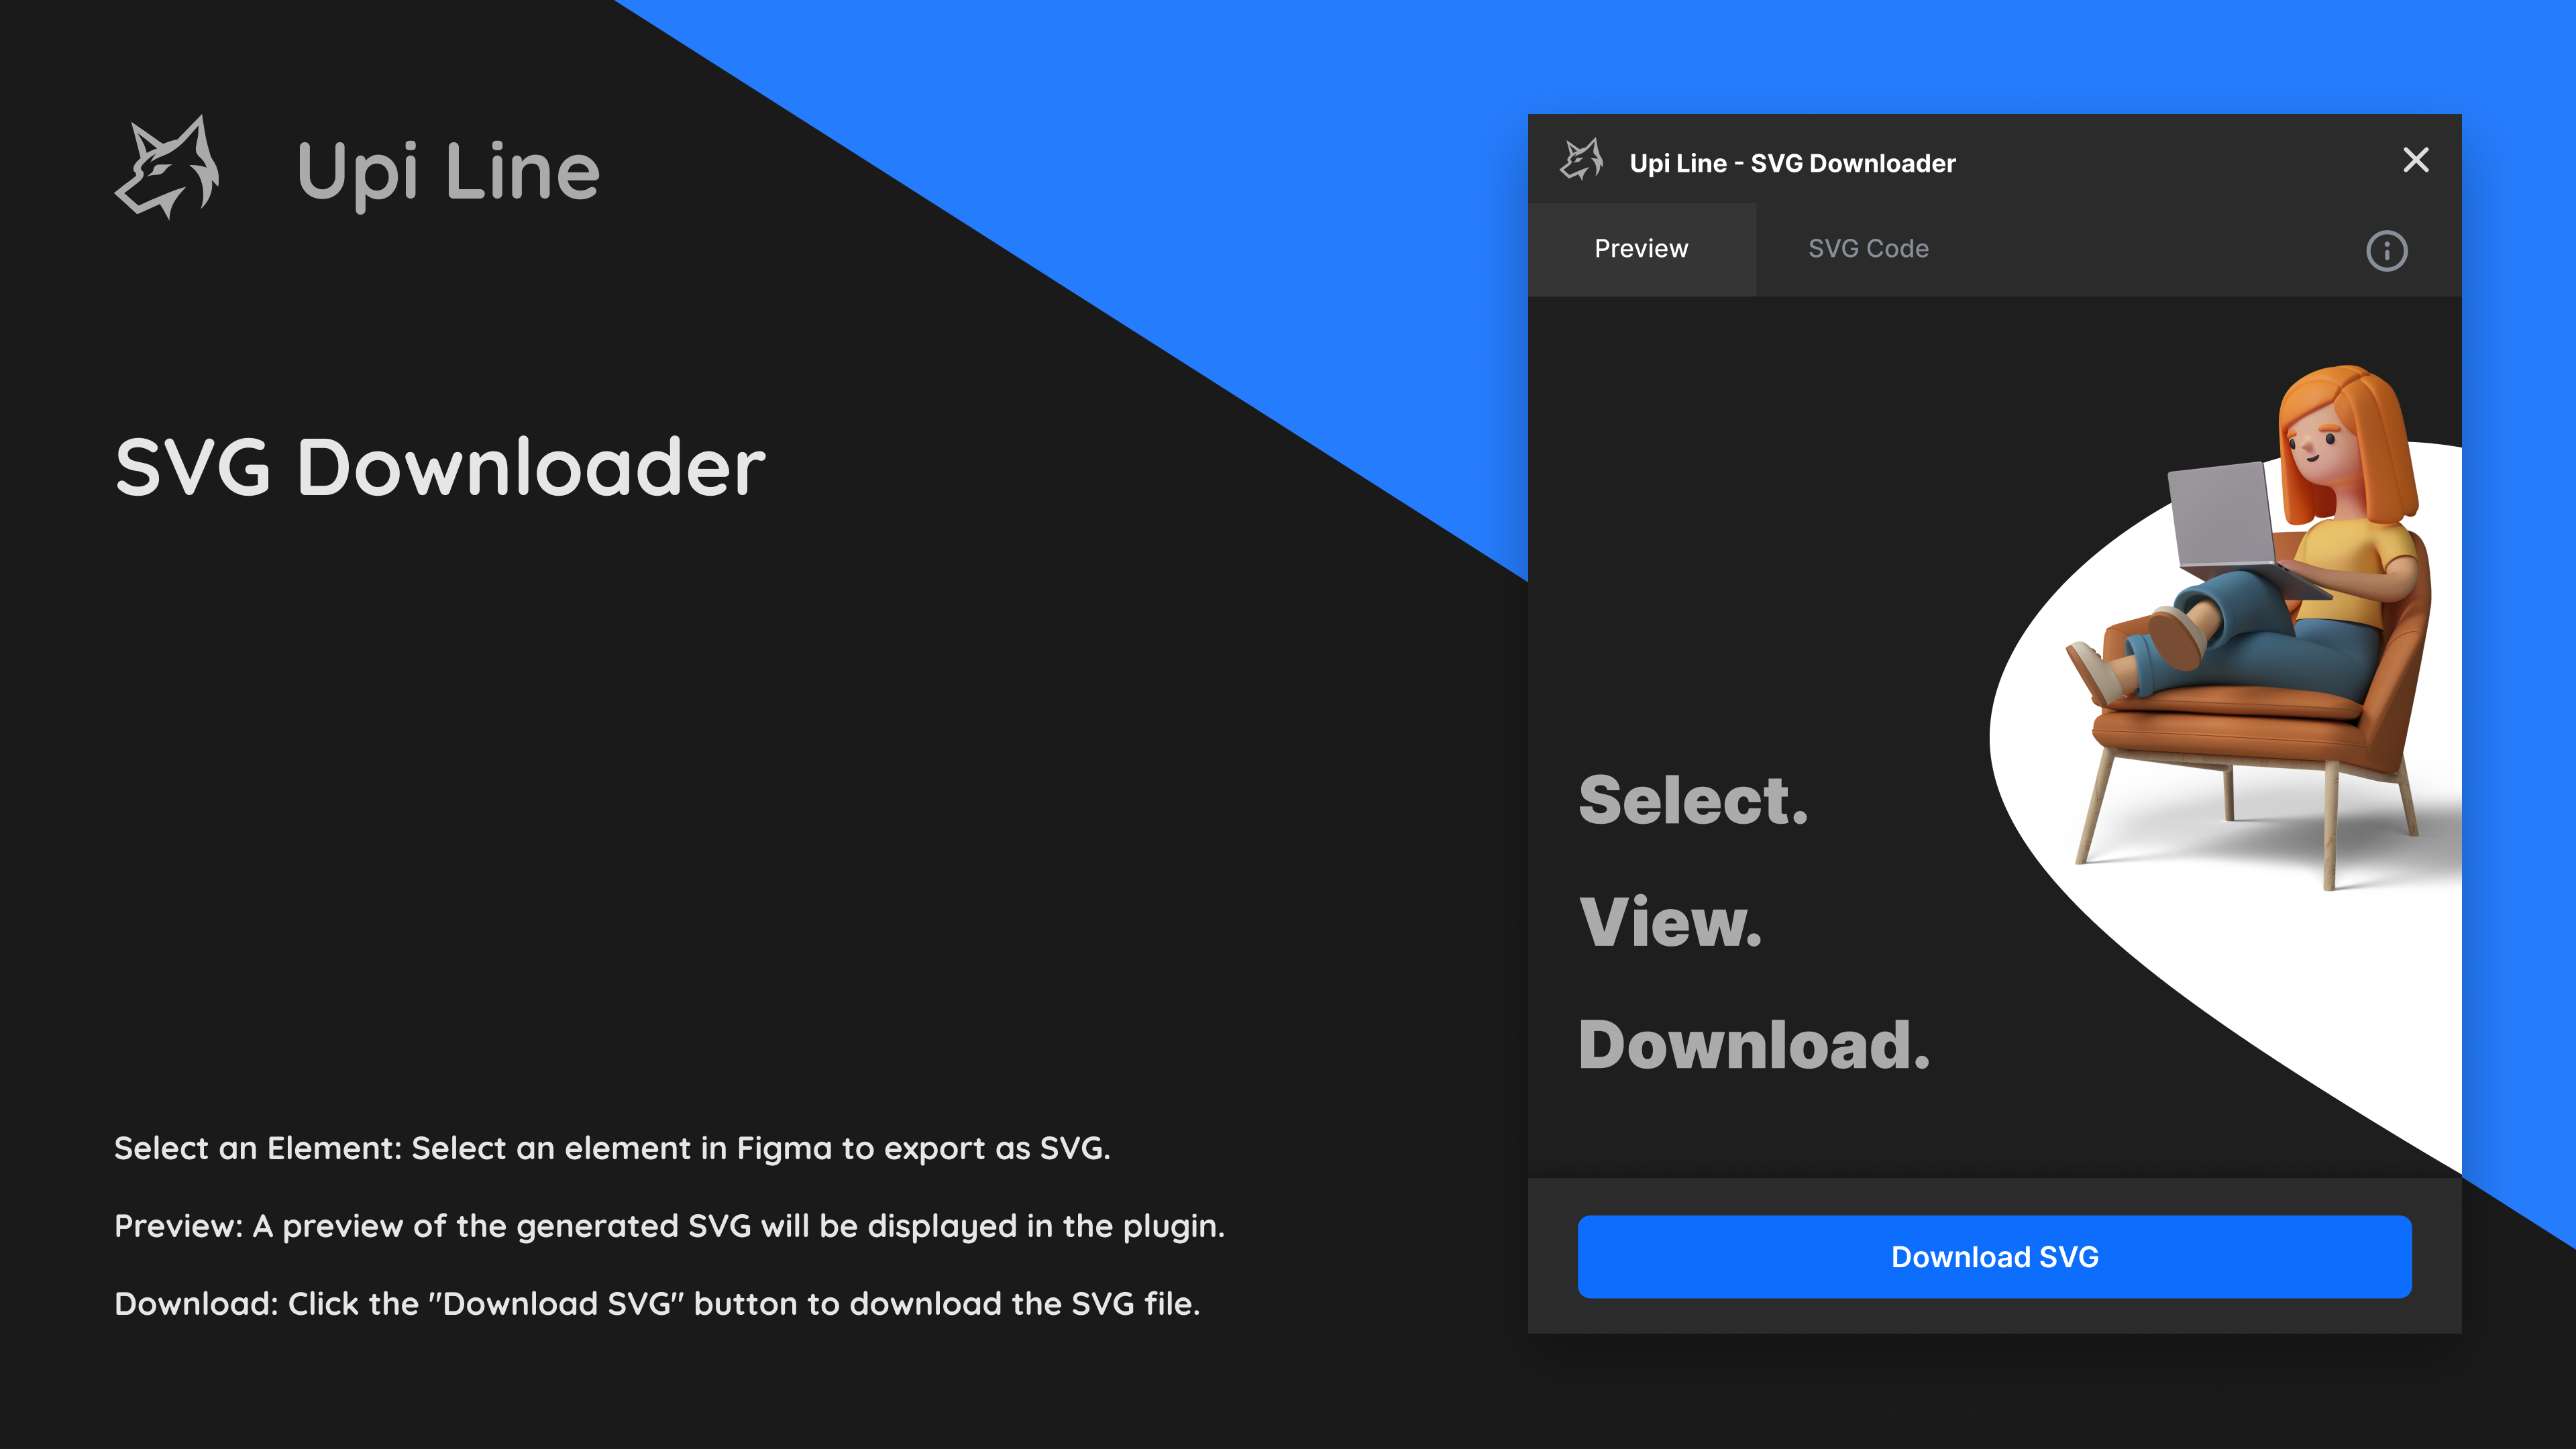 Upi Line
SVG Downloader
Select an Element: Select an element in Figma to export as SVG.
Preview: A preview of the generated SVG will be displayed in the plugin.
Download: Click the "Download SVG" button to download the SVG file.
Upi Line - SVG Downloader
Preview
SVG Code
Select.
View.
Download.
Download SVG